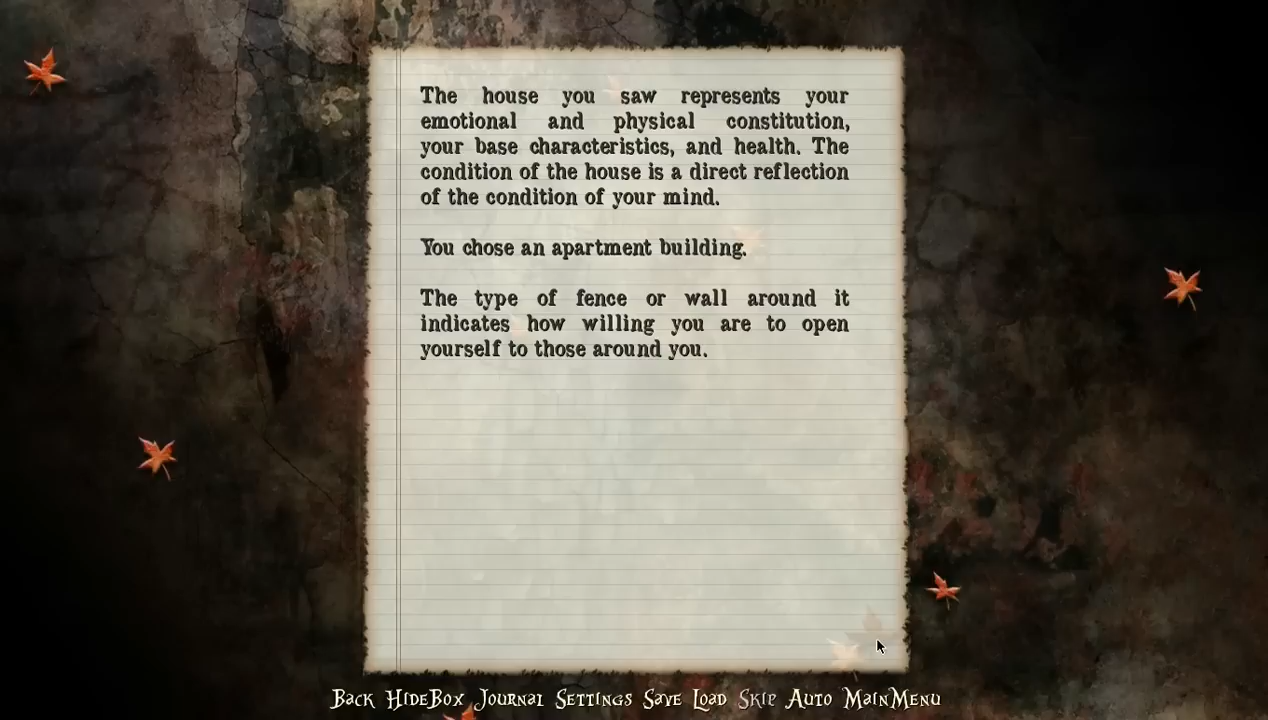 The house you saw represents your
emotional and physical constitution,
your base characteristics, and health. The
condition of the house is a direct reflection
of the condition of your mind.
You chose an apartment building.
The type of fence or wall around it
indicates how willing you are to open
yourself to those around you.
Back HideBox Journal Settings Save Load Skip Auto MainMenu